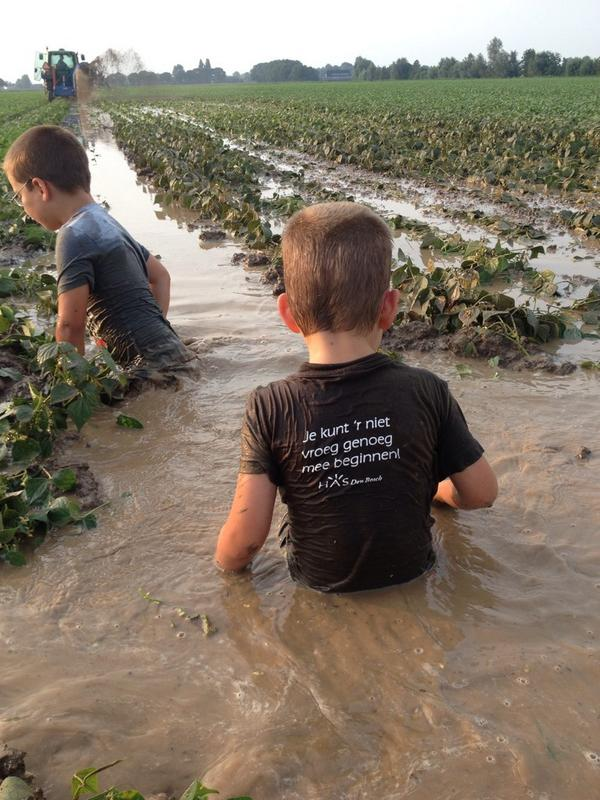 Je kunt 'r niet
vroeg genoeg
mee beginnen!
HAS Den Bosch